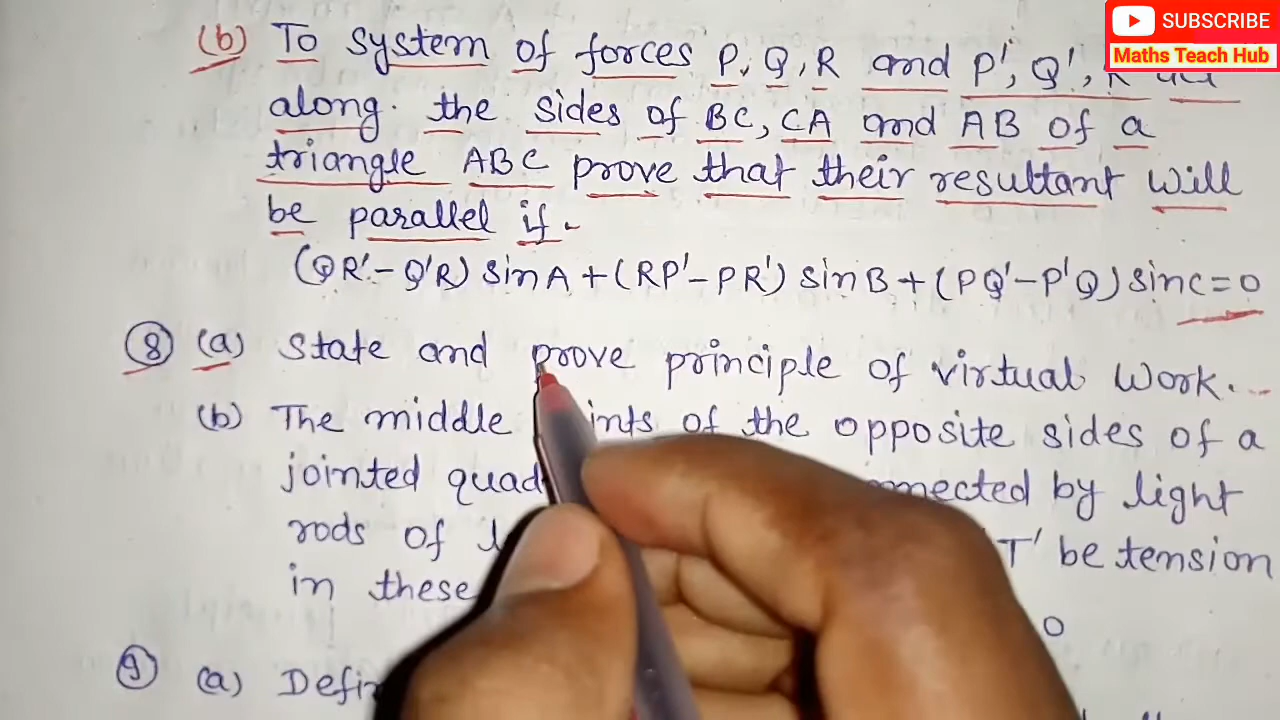 SUBSCRIBE
Maths Teach Hub
(b) To system of forces P, Q, R and P', Q',
along. the sides of BC, CA and AB of a
triangle ABC prove that their resultant will
be parallel if.
(QR'-Q'R) sinA+(RP'-PR') sinB+(PQ'-P'Q) sinc=0
8 (a) State and prove principle of virtual work.
(b) The middle of the opposite sides of a
jointed by light
rods of T' be tension
in these
0
9 (a)